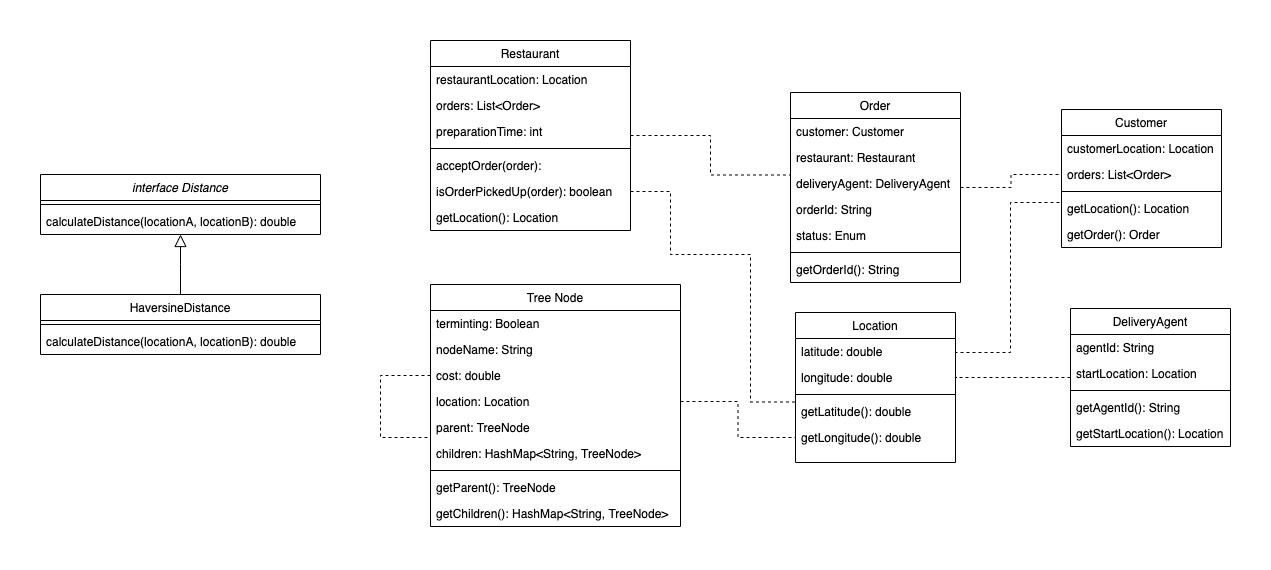 interface Distance
calculateDistance(locationA, locationB): double
HaversineDistance
calculateDistance(locationA, locationB): double
Restaurant
restaurantLocation: Location
orders: List<Order>
preparationTime: int
acceptOrder(order):
isOrderPickedUp(order): boolean
getLocation(): Location
Tree Node
terminting: Boolean
nodeName: String
cost: double
location: Location
parent: TreeNode
children: HashMap<String, TreeNode>
getParent(): TreeNode
getChildren(): HashMap<String, TreeNode>
Order
customer: Customer
restaurant: Restaurant
deliveryAgent: DeliveryAgent
orderId: String
status: Enum
getOrderId(): String
Location
latitude: double
longitude: double
getLatitude(): double
getLongitude(): double
Customer
customerLocation: Location
orders: List<Order>
getLocation(): Location
getOrder(): Order
DeliveryAgent
agentId: String
startLocation: Location
getAgentId(): String
getStartLocation(): Location